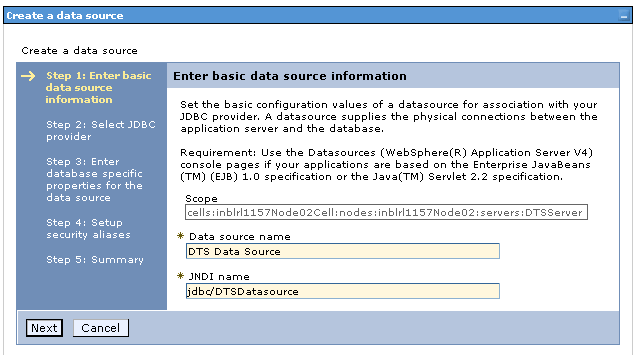 Create a data source
Create a data source
Step 1: Enter basic
data source
information
Step 2: Select JDBC
provider
Step 3: Enter
database specific
properties for the
data source
Step 4: Setup
security aliases
Step 5: Summary
Enter basic data source information
Set the basic configuration values of a datasource for association with your
JDBC provider. A datasource supplies the physical connections between the
application server and the database.
Requirement: Use the Datasources (WebSphere(R) Application Server V4)
console pages if your applications are based on the Enterprise JavaBeans
(TM) (EJB) 1.0 specification or the Java(TM) Servlet 2.2 specification.
Scope
cells:inblrl1157Node02Cell:nodes:inblrl1157Node02:servers:DTSServer
* Data source name
DTS Data Source
* JNDI name
jdbc/DTSDatasource
Next Cancel